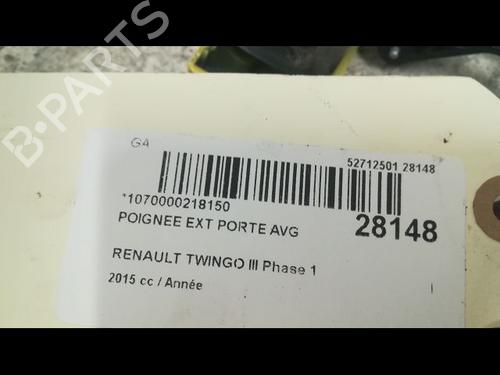 B-PARTS
GA
52712501 28148
*1070000218150
28148
POIGNEE EXT PORTE AVG
RENAULT TWINGO III Phase 1
2015 cc / Année